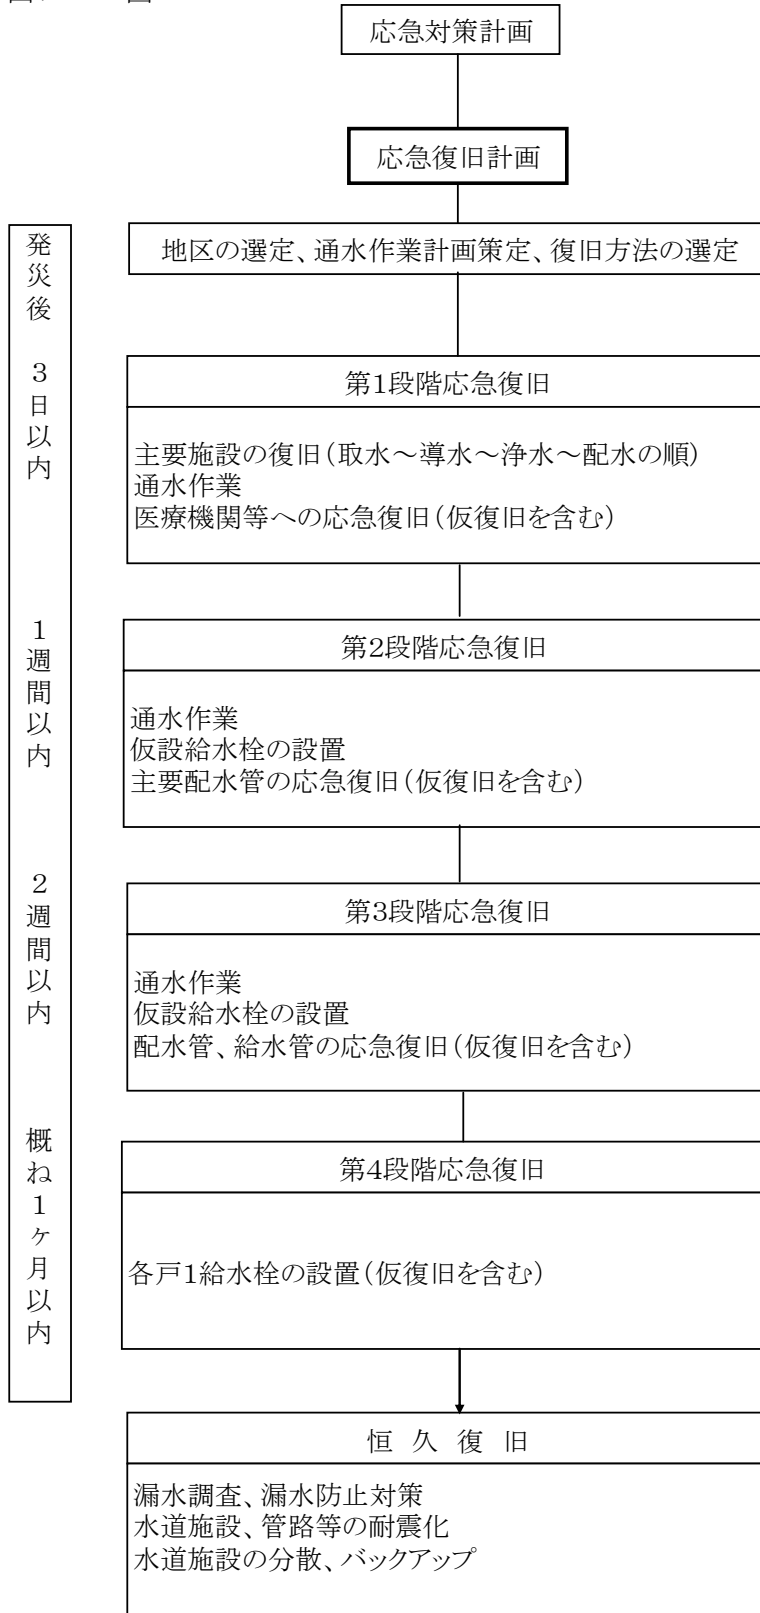 応急対策計画
応急復旧計画
地区の選定、通水作業計画策定、復旧方法の選定
発災後 3日以内
第1段階応急復旧
主要施設の復旧(取水～導水～浄水～配水の順)
通水作業
医療機関等への応急復旧(仮復旧を含む)
1週間以内
第2段階応急復旧
通水作業
仮設給水栓の設置
主要配水管の応急復旧(仮復旧を含む)
2週間以内
第3段階応急復旧
通水作業
仮設給水栓の設置
配水管、給水管の応急復旧(仮復旧を含む)
概ね1ヶ月以内
第4段階応急復旧
各戸1給水栓の設置(仮復旧を含む)
恒久復旧
漏水調査、漏水防止対策
水道施設、管路等の耐震化
水道施設の分散、バックアップ